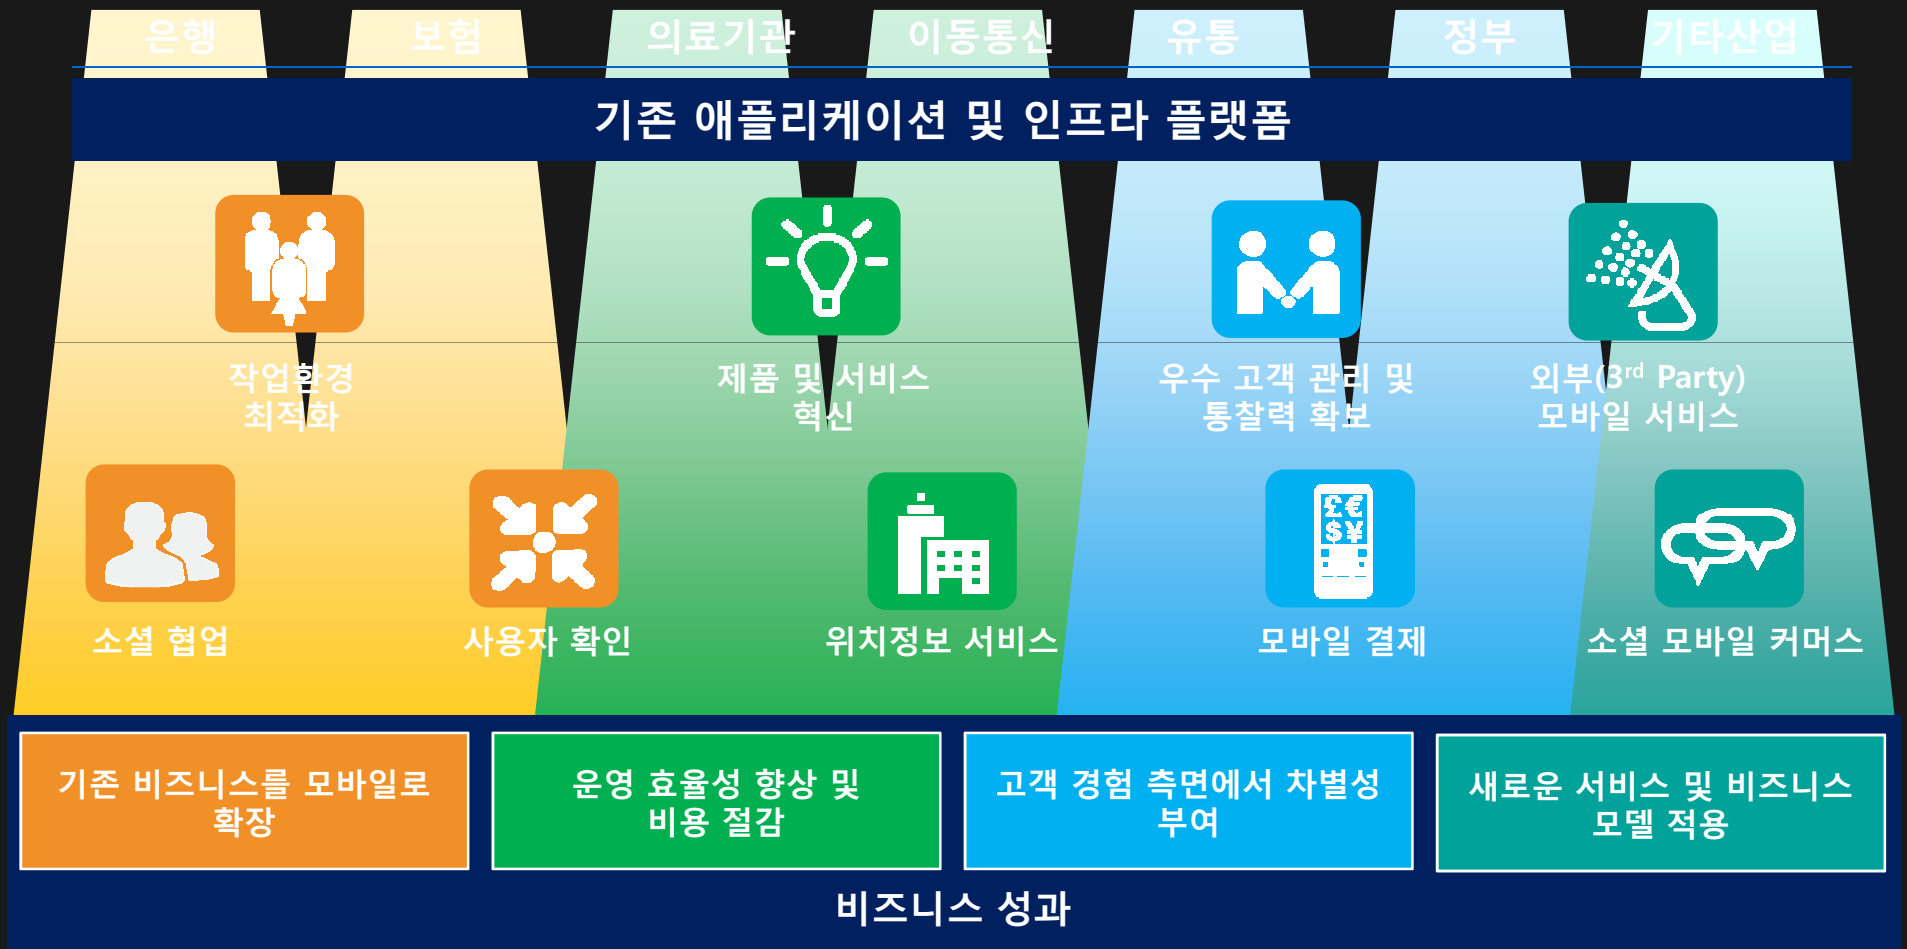 은행 보험 의료기관 이동통신 유통 정부 기타산업
기존 애플리케이션 및 인프라 플랫폼
작업환경
최적화
제품 및 서비스
혁신
우수 고객 관리 및
통찰력 확보
외부(3rd Party)
모바일 서비스
£€
$¥
소셜 협업
사용자 확인
위치정보 서비스
모바일 결제
소셜 모바일 커머스
기존 비즈니스를 모바일로
확장
운영 효율성 향상 및
비용 절감
고객 경험 측면에서 차별성
부여
새로운 서비스 및 비즈니스
모델 적용
비즈니스 성과